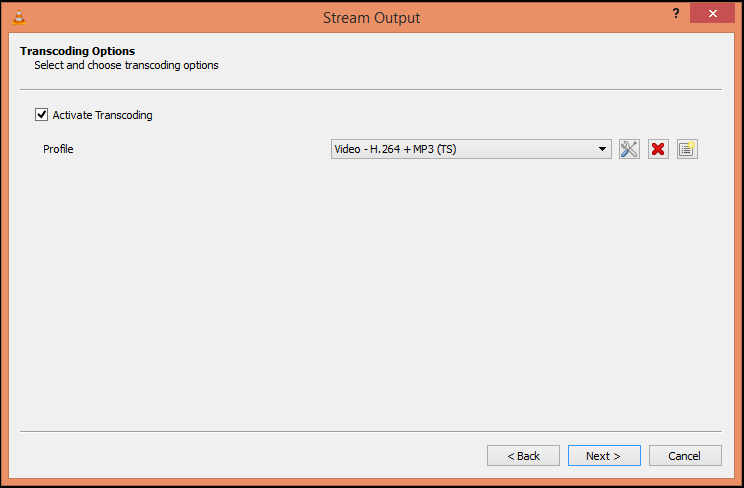 Stream Output
?
Transcoding Options
Select and choose transcoding options
Activate Transcoding
Profile
Video - H.264 + MP3 (TS)
< Back
Next >
Cancel